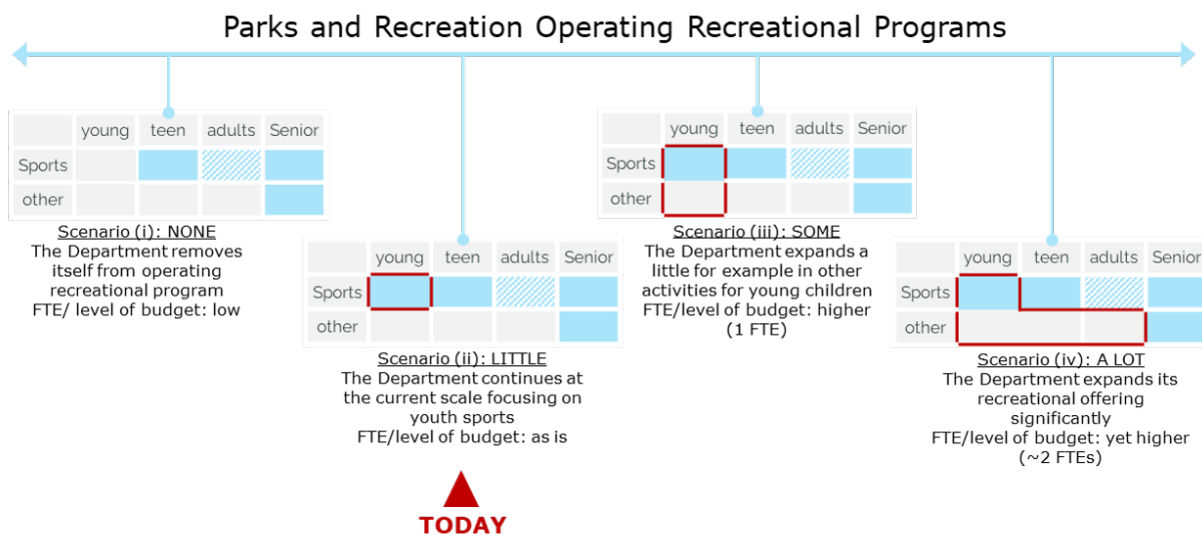 Parks and Recreation Operating Recreational Programs
young teen adults Senior
Sports
other
Scenario (i): NONE
The Department removes
itself from operating
recreational program
FTE/ level of budget: low
young teen adults Senior
Sports
other
Scenario (ii): LITTLE
The Department continues at
the current scale focusing on
youth sports
FTE/level of budget: as is
TODAY
young teen adults Senior
Sports
other
Scenario (iii): SOME
The Department expands a
little for example in other
activities for young children
FTE/level of budget: higher
(1 FTE)
young teen adults Senior
Sports
other
Scenario (iv): A LOT
The Department expands its
recreational offering
significantly
FTE/level of budget: yet higher
(~2 FTEs)